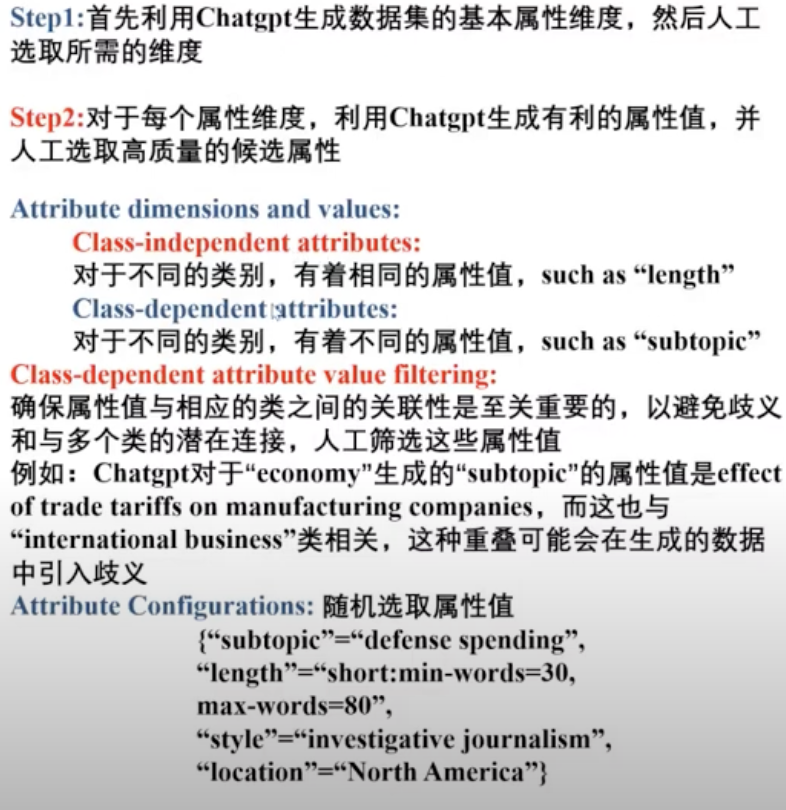 Step1:首先利用Chatgpt生成数据集的基本属性维度，然后人工
选取所需的维度
Step2:对于每个属性维度，利用Chatgpt生成有利的属性值，并
人工选取高质量的候选属性
Attribute dimensions and values:
Class-independent attributes:
对于不同的类别，有着相同的属性值，such as “length”
Class-dependent attributes:
对于不同的类别，有着不同的属性值，such as “subtopic”
Class-dependent attribute value filtering:
确保属性值与相应的类之间的关联性是至关重要的，以避免歧义
和与多个类的潜在连接，人工筛选这些属性值
例如：Chatgpt对于“economy”生成的“subtopic”的属性值是effect
of trade tariffs on manufacturing companies，而这也与
“international business”类相关，这种重叠可能会在生成的数据
中引入歧义
Attribute Configurations: 随机选取属性值
{“subtopic”=“defense spending”,
“length”=“short:min-words=30,
max-words=80”,
“style”=“investigative journalism”,
“location”=“North America”}